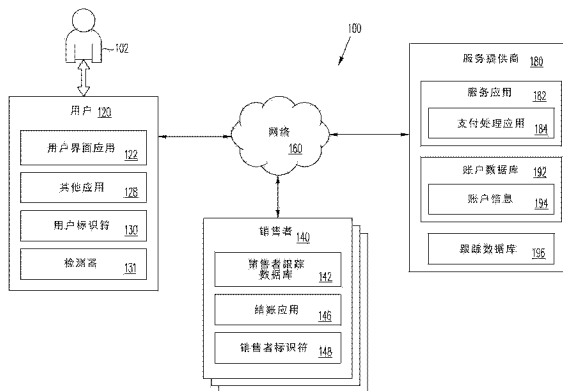 102
100
用户 120
用户界面应用 122
其他应用 128
用户标识符 130
检测器 131
网络
160
销售者 140
销售者跟踪
数据库 142
结账应用 146
销售者标识符 148
服务提供商 180
服务应用
182
支付处理应用
184
账户数据库 192
账户信息 194
跟踪数据库 196